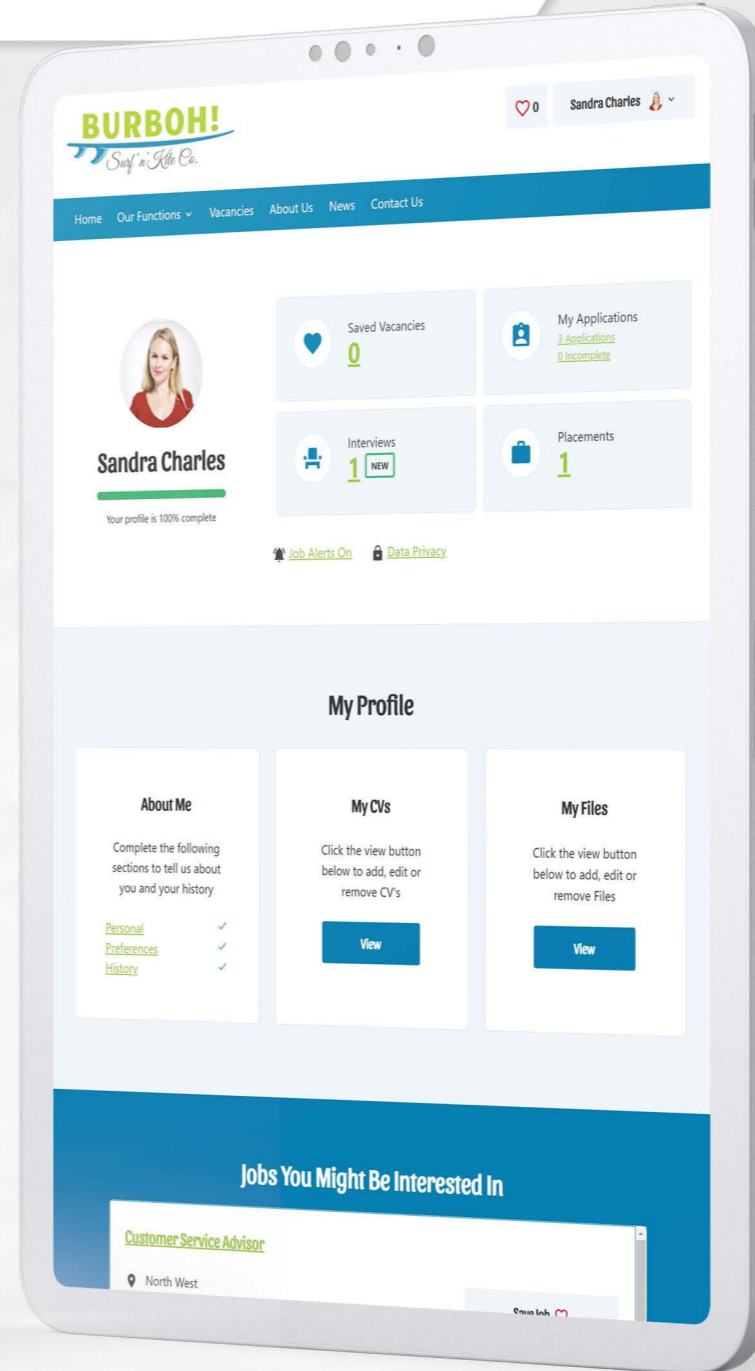 BURBOH!
Surf 'n' Kite Co.
0
Sandra Charles
Home Our Functions Vacancies About Us News Contact Us
Saved Vacancies
0
My Applications
3 Applications
0 Incomplete
Sandra Charles
Your profile is 100% complete
Interviews
1 NEW
Placements
1
Job Alerts On Data Privacy
My Profile
About Me
Complete the following
sections to tell us about
you and your history
Personal
Preferences
History
My CVs
Click the view button
below to add, edit or
remove CV's
View
My Files
Click the view button
below to add, edit or
remove Files
View
Jobs You Might Be Interested In
Customer Service Advisor
North West
Save Job